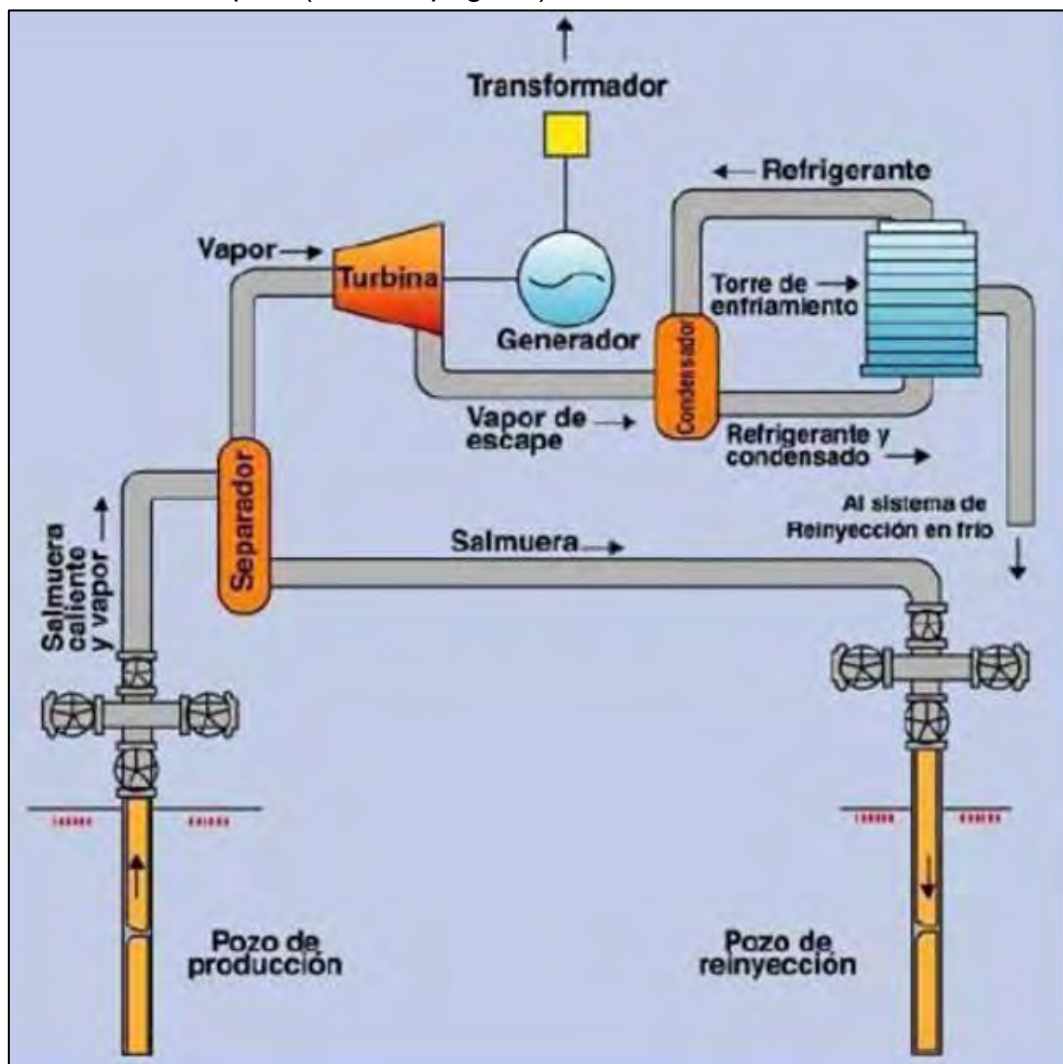 Transformador
Refrigerante
Vapor
Turbina
Torre de
enfriamiento
Generador
Condensador
Vapor de
escape
Refrigerante y
condensado
Separador
Al sistema de
Reinyección en frío
Salmuera
caliente
y vapor
Salmuera
Pozo de
producción
Pozo de
reinyección